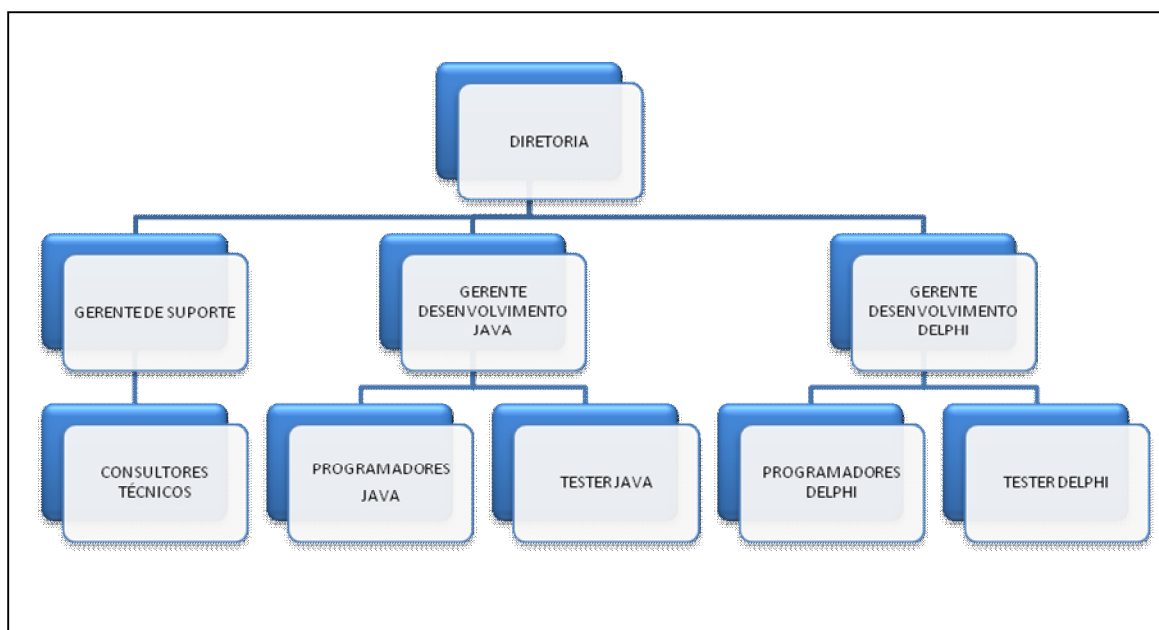 DIRETORIA
GERENTE DE SUPORTE
GERENTE
DESENVOLVIMENTO
JAVA
GERENTE
DESENVOLVIMENTO
DELPHI
CONSULTORES
TÉCNICOS
PROGRAMADORES
JAVA
TESTER JAVA
PROGRAMADORES
DELPHI
TESTER DELPHI